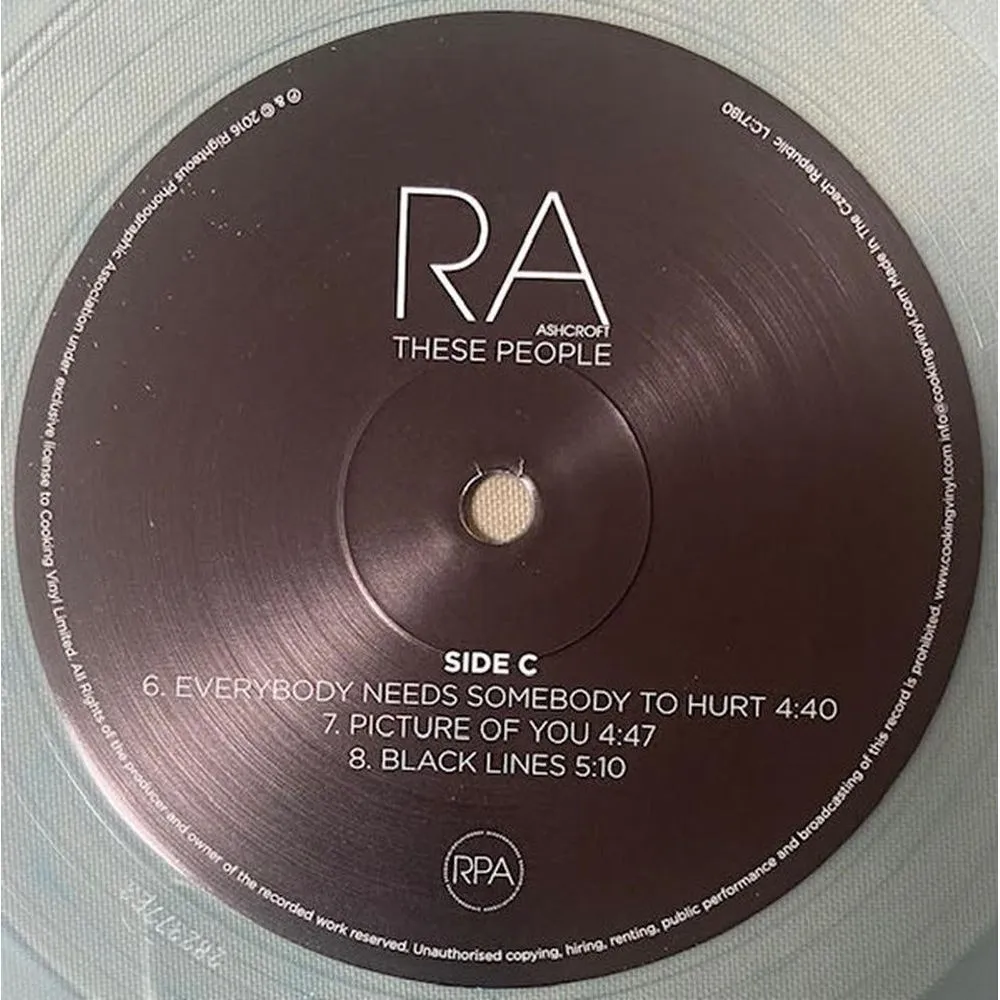 RA
ASHCROFT
THESE PEOPLE
SIDE C
6. EVERYBODY NEEDS SOMEBODY TO HURT 4:40
7. PICTURE OF YOU 4:47
8. BLACK LINES 5:10
RPA
℗ & © 2016 Righteous Phonographic Association under exclusive license to Cooking Vinyl Limited. All Rights of the producer and owner of the recorded work reserved. Unauthorised copying, hiring, renting, public performance and broadcasting of this record is prohibited. www.cookingvinyl.com info@cookingvinyl.com Made In The Czech Republic LC:7180